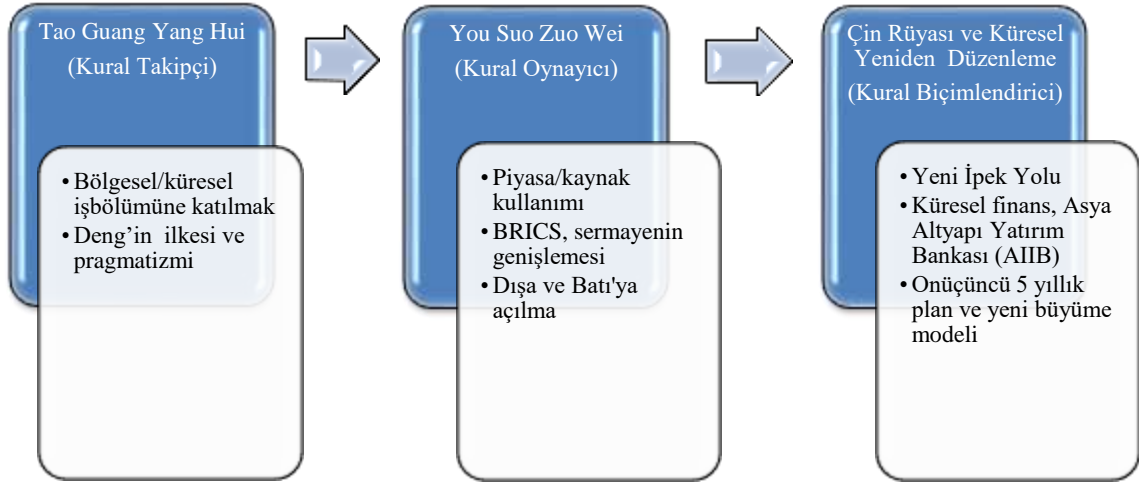 Tao Guang Yang Hui
(Kural Takipçi)
• Bölgesel/küresel
işbölümüne katılmak
• Deng’in ilkesi ve
pragmatizmi
You Suo Zuo Wei
(Kural Oynayıcı)
• Piyasa/kaynak
kullanımı
• BRICS, sermayenin
genişlemesi
• Dışa ve Batı'ya
açılma
Çin Rüyası ve Küresel
Yeniden Düzenleme
(Kural Biçimlendirici)
• Yeni İpek Yolu
• Küresel finans, Asya
Altyapı Yatırım
Bankası (AIIB)
• Onüçüncü 5 yıllık
plan ve yeni büyüme
modeli